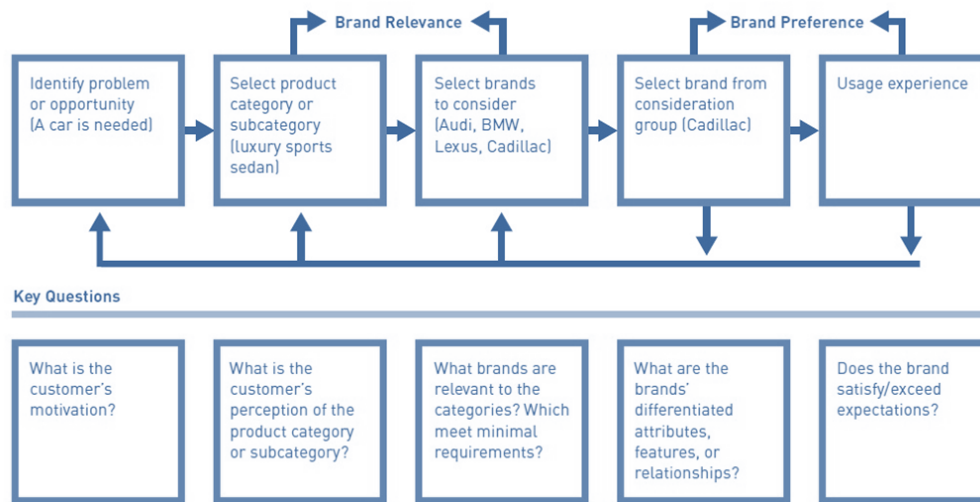 Brand Relevance
Brand Preference
Identify problem
or opportunity
(A car is needed)
Select product
category or
subcategory
(luxury sports
sedan)
Select brands
to consider
(Audi, BMW,
Lexus, Cadillac)
Select brand from
consideration
group (Cadillac)
Usage experience
Key Questions
What is the
customer's
motivation?
What is the
customer's
perception of the
product category
or subcategory?
What brands are
relevant to the
categories? Which
meet minimal
requirements?
What are the
brands'
differentiated
attributes,
features, or
relationships?
Does the brand
satisfy/exceed
expectations?